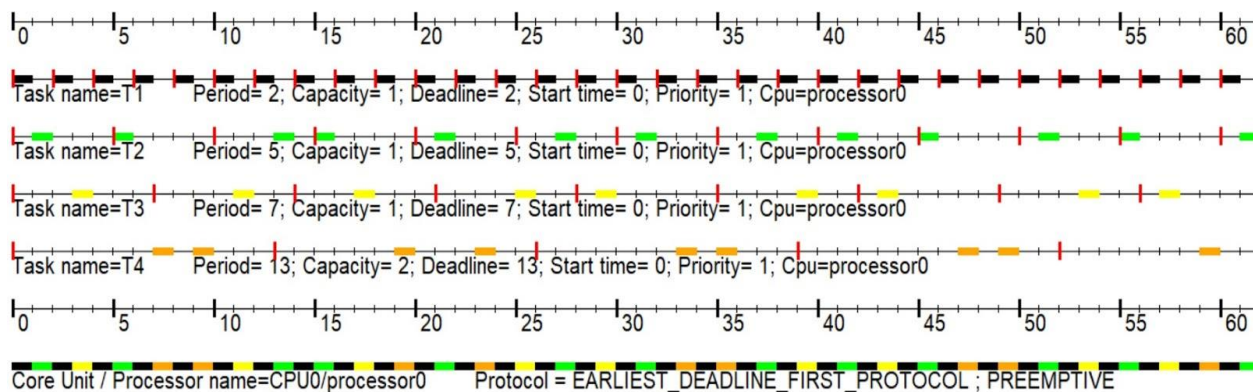 0 5 10 15 20 25 30 35 40 45 50 55 60
Task name=T1 Period= 2; Capacity= 1; Deadline= 2; Start time= 0; Priority= 1; Cpu=processor0
Task name=T2 Period= 5; Capacity= 1; Deadline= 5; Start time= 0; Priority= 1; Cpu=processor0
Task name=T3 Period= 7; Capacity= 1; Deadline= 7; Start time= 0; Priority= 1; Cpu=processor0
Task name=T4 Period= 13; Capacity= 2; Deadline= 13; Start time= 0; Priority= 1; Cpu=processor0
0 5 10 15 20 25 30 35 40 45 50 55 60
Core Unit / Processor name=CPU0/processor0 Protocol = EARLIEST_DEADLINE_FIRST_PROTOCOL ; PREEMPTIVE